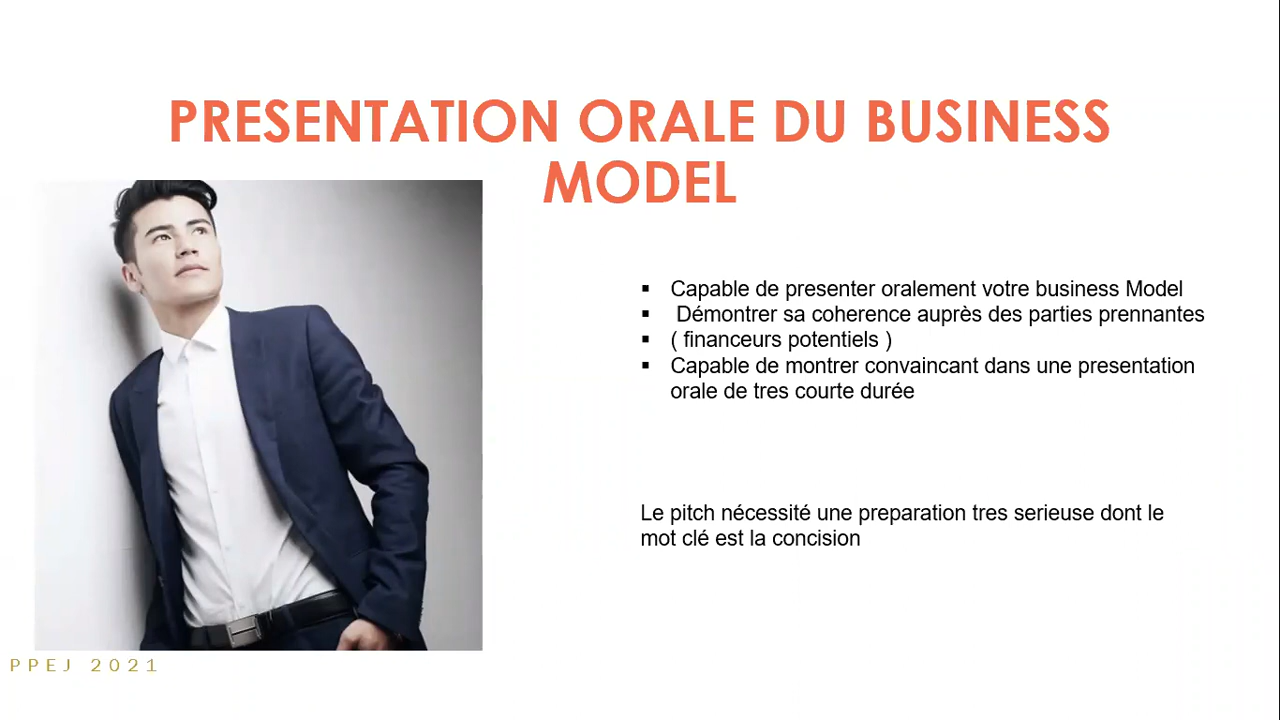 PRESENTATION ORALE DU BUSINESS
MODEL
▪ Capable de presenter oralement votre business Model
▪ Démontrer sa coherence auprès des parties prennantes
▪ ( financeurs potentiels )
▪ Capable de montrer convaincant dans une presentation
orale de tres courte durée
Le pitch nécessité une preparation tres serieuse dont le
mot clé est la concision
PPEJ 2021